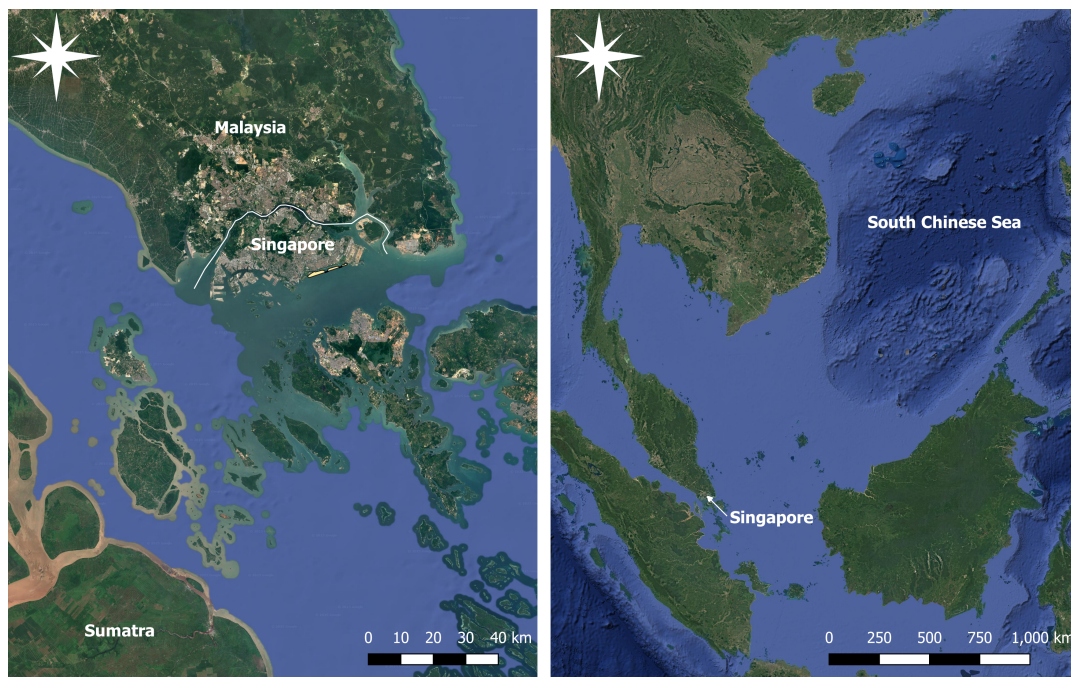 Malaysia
Singapore
Sumatra
0 10 20 30 40 km
South Chinese Sea
Singapore
0 250 500 750 1,000 km